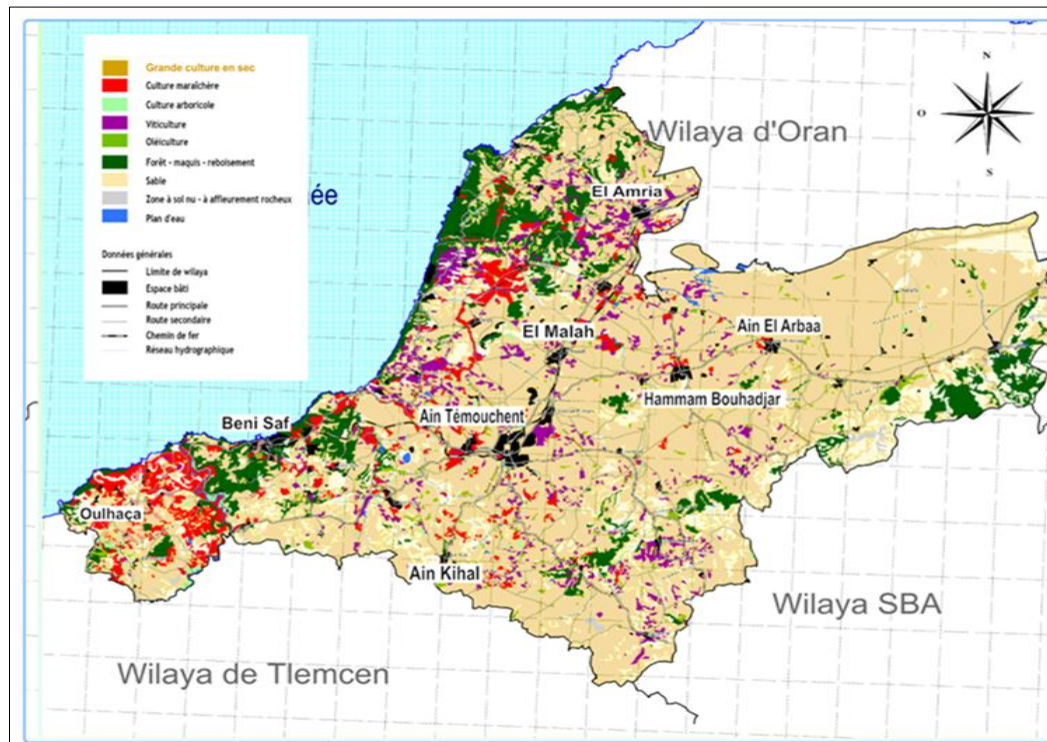 Grande culture en sec
Culture maraîchère
Culture arboricole
Viticulture
Oléiculture
Forêt - maquis - reboisement
Sable
Zone à sol nu - à affleurement rocheux
Plan d'eau
Données générales
Limite de wilaya
Espace bâti
Route principale
Route secondaire
Chemin de fer
Réseau hydrographique
ée
N
O
S
Wilaya d'Oran
El Amria
El Malah
Ain El Arbaa
Hammam Bouhadjar
Ain Témouchent
Beni Saf
Oulhaça
Ain Kihal
Wilaya SBA
Wilaya de Tlemcen